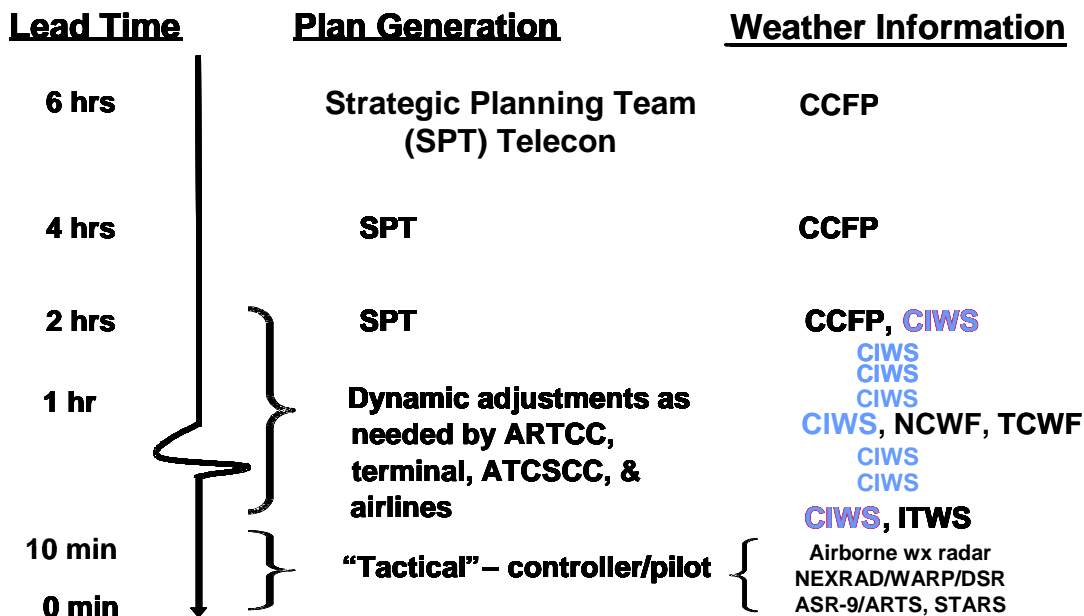 Lead Time Plan Generation Weather Information
6 hrs Strategic Planning Team CCFP
(SPT) Telecon
4 hrs SPT CCFP
2 hrs SPT CCFP, CIWS
CIWS
CIWS
1 hr Dynamic adjustments as CIWS
needed by ARTCC, CIWS, NCWF, TCWF
terminal, ATCSCC, & CIWS
CIWS
airlines CIWS, ITWS
10 min Airborne wx radar
“Tactical” – controller/pilot NEXRAD/WARP/DSR
0 min ASR-9/ARTS, STARS